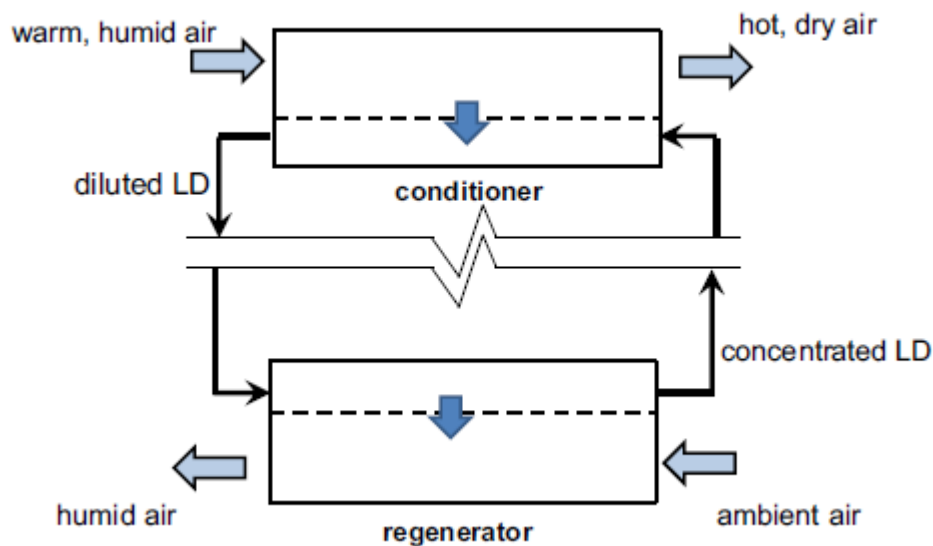 warm, humid air
hot, dry air
diluted LD
conditioner
concentrated LD
humid air
regenerator
ambient air